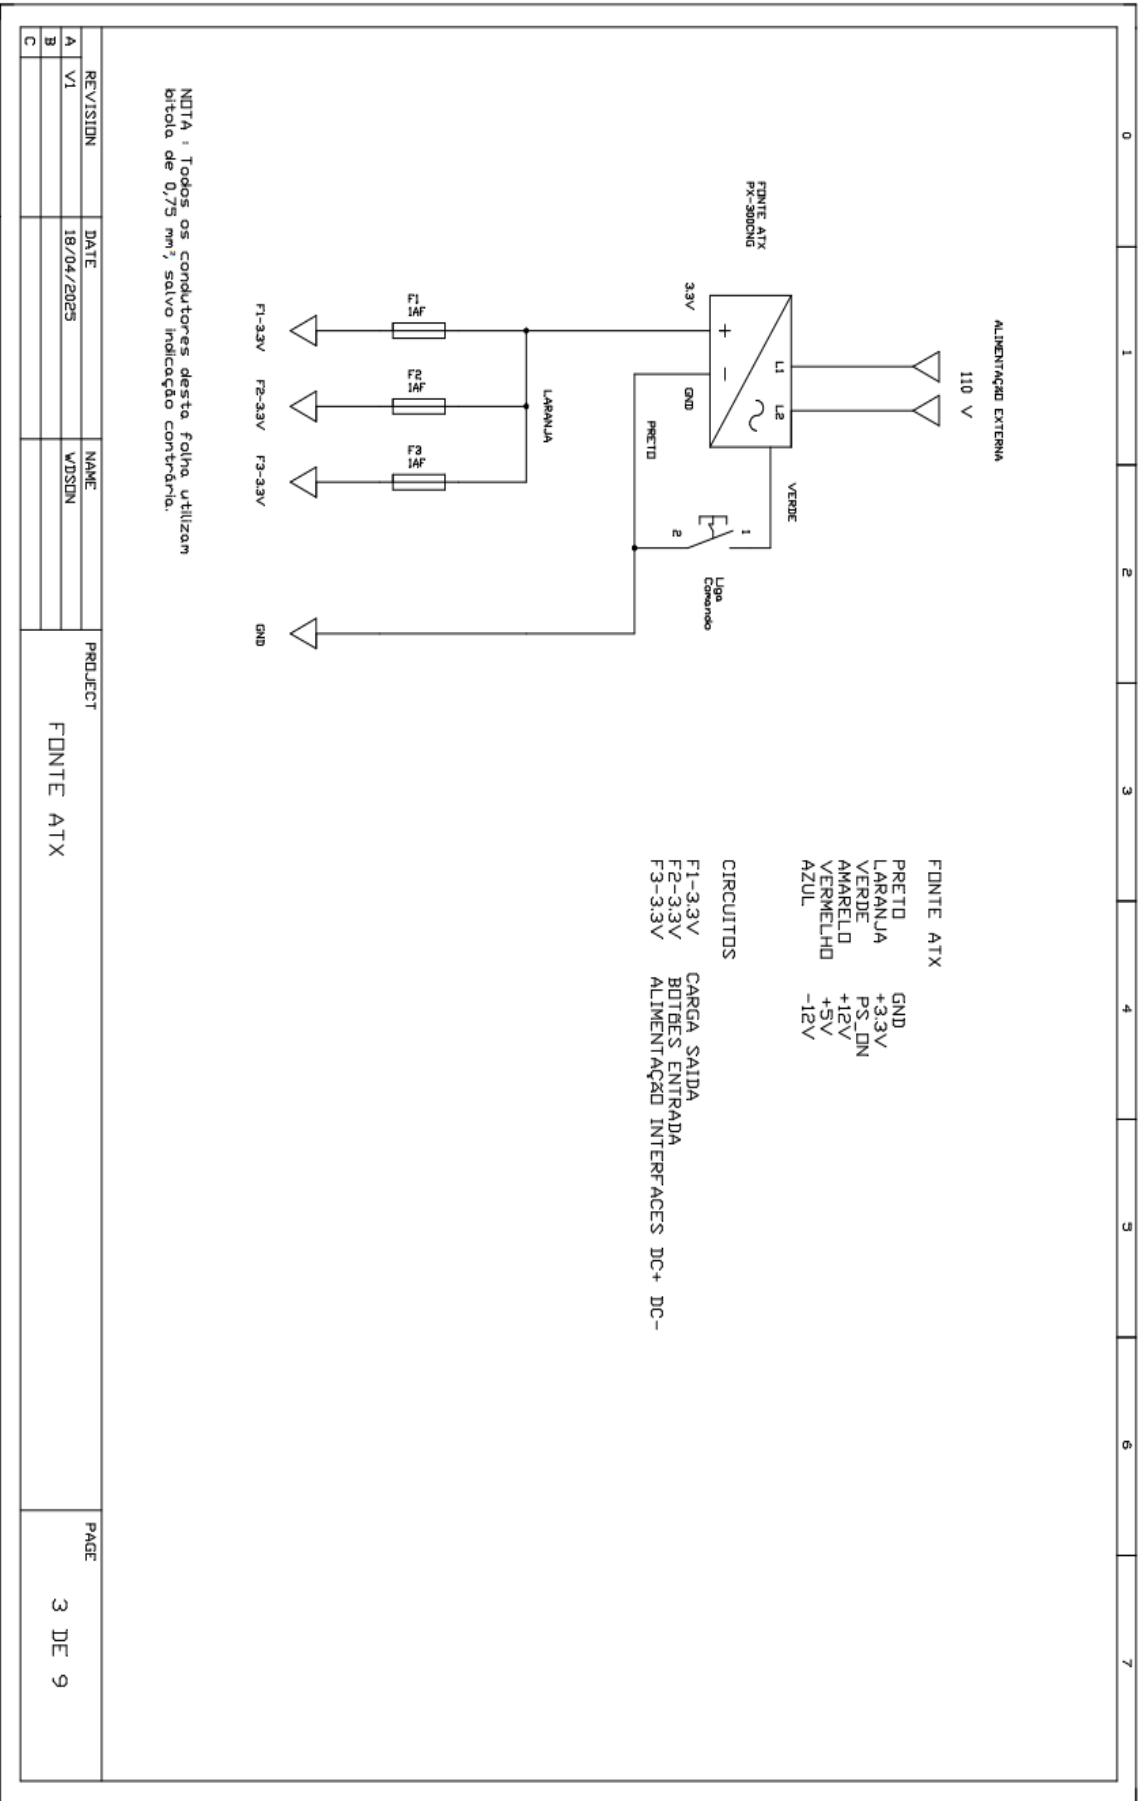 0 1 2 3 4 5 6 7
ALIMENTAÇÃO EXTERNA
110 V
FONTE ATX
PX-300CNG
L1 L2
+ -
3.3V
GND
VERDE
PRETO
1
2
Liga
Comando
LARANJA
F1
1AF
F2
1AF
F3
1AF
F1-3.3V
F2-3.3V
F3-3.3V
GND
FONTE ATX
PRETO GND
LARANJA +3.3V
VERDE PS_ON
AMARELO +12V
VERMELHO +5V
AZUL -12V
CIRCUITOS
F1-3.3V CARGA SAIDA
F2-3.3V BOTÕES ENTRADA
F3-3.3V ALIMENTAÇÃO INTERFACES DC+ DC-
NOTA : Todos os condutores desta folha utilizam
bitola de 0,75 mm², salvo indicação contrária.
REVISION DATE NAME PROJECT PAGE
A V1 18/04/2025 WDSON
B
C
FONTE ATX
3 DE 9